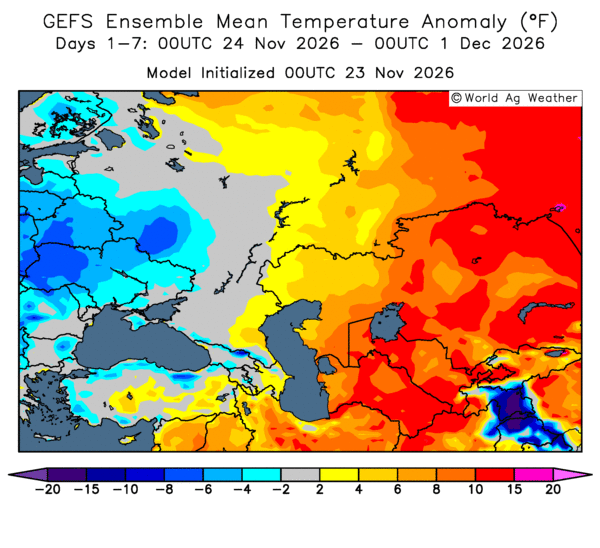 GEFS Ensemble Mean Temperature Anomaly (°F)
Days 1-7: 00UTC 24 Nov 2026 - 00UTC 1 Dec 2026
Model Initialized 00UTC 23 Nov 2026
©World Ag Weather
-20 -15 -10 -8 -6 -4 -2 2 4 6 8 10 15 20